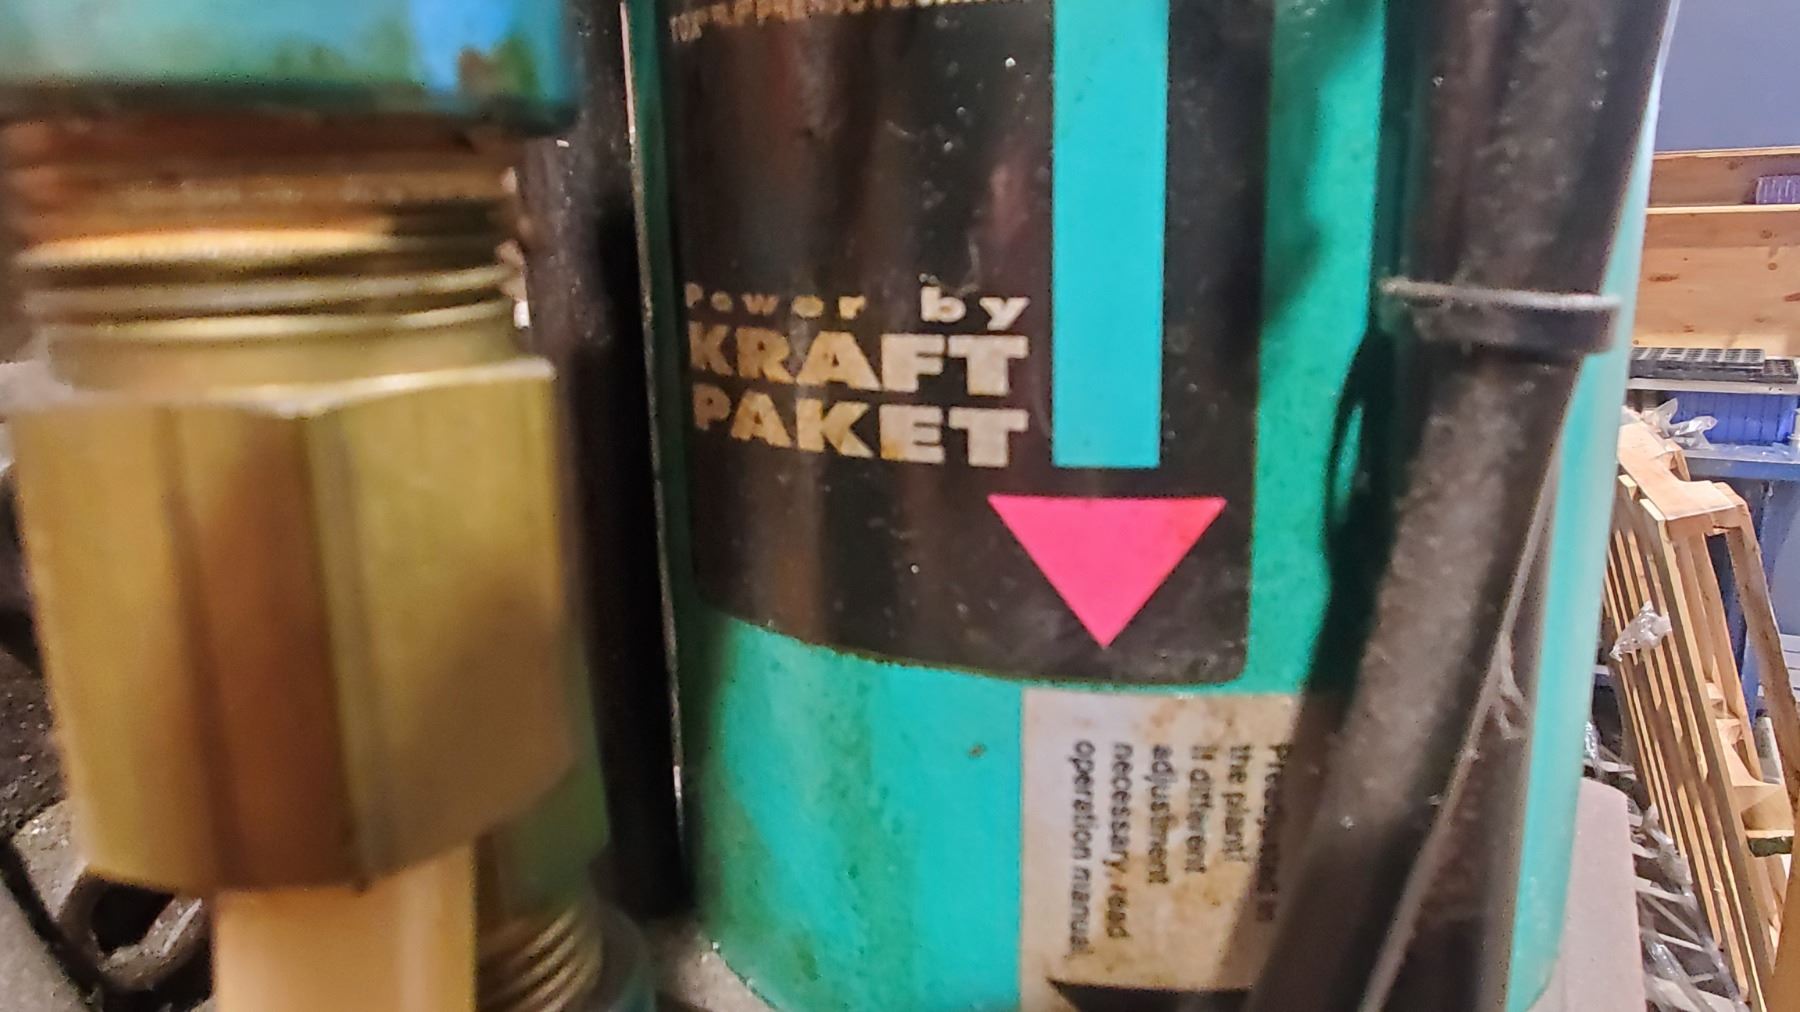 Power by
KRAFT
PAKET
the plant!
If different
adjustment
necessary, read
operation manual.